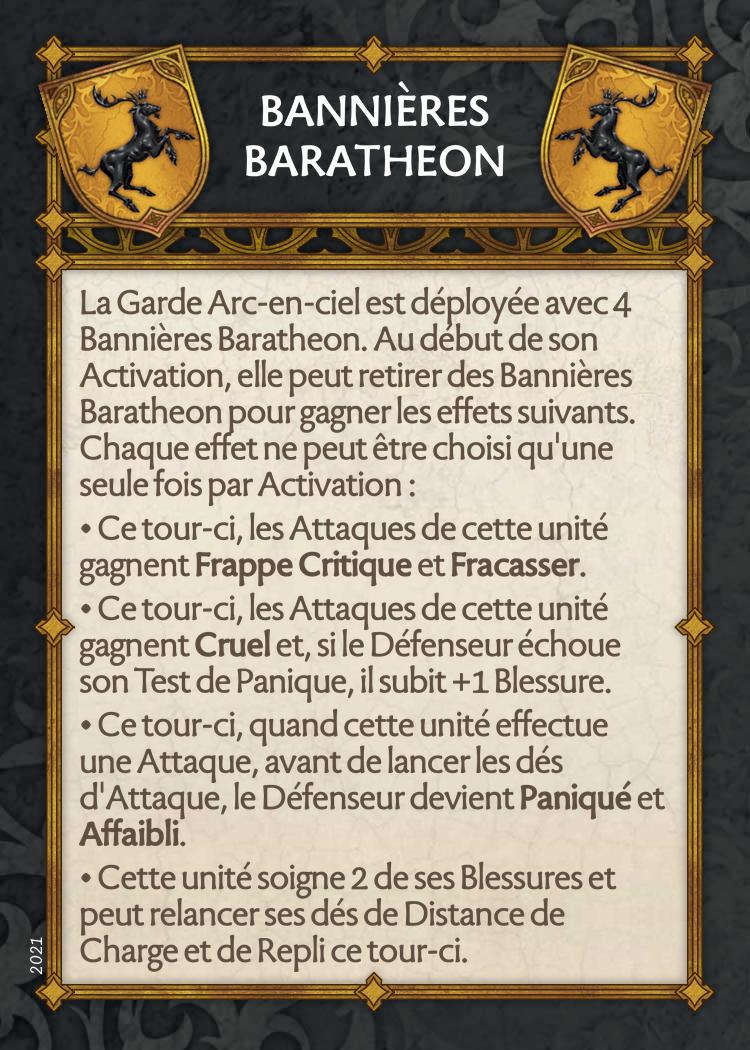 BANNIÈRES
BARATHEON
La Garde Arc-en-ciel est déployée avec 4
Bannières Baratheon. Au début de son
Activation, elle peut retirer des Bannières
Baratheon pour gagner les effets suivants.
Chaque effet ne peut être choisi qu'une
seule fois par Activation :
• Ce tour-ci, les Attaques de cette unité
gagnent Frappe Critique et Fracasser.
• Ce tour-ci, les Attaques de cette unité
gagnent Cruel et, si le Défenseur échoue
son Test de Panique, il subit +1 Blessure.
• Ce tour-ci, quand cette unité effectue
une Attaque, avant de lancer les dés
d'Attaque, le Défenseur devient Paniqué et
Affaibli.
• Cette unité soigne 2 de ses Blessures et
peut relancer ses dés de Distance de
Charge et de Repli ce tour-ci.
2021